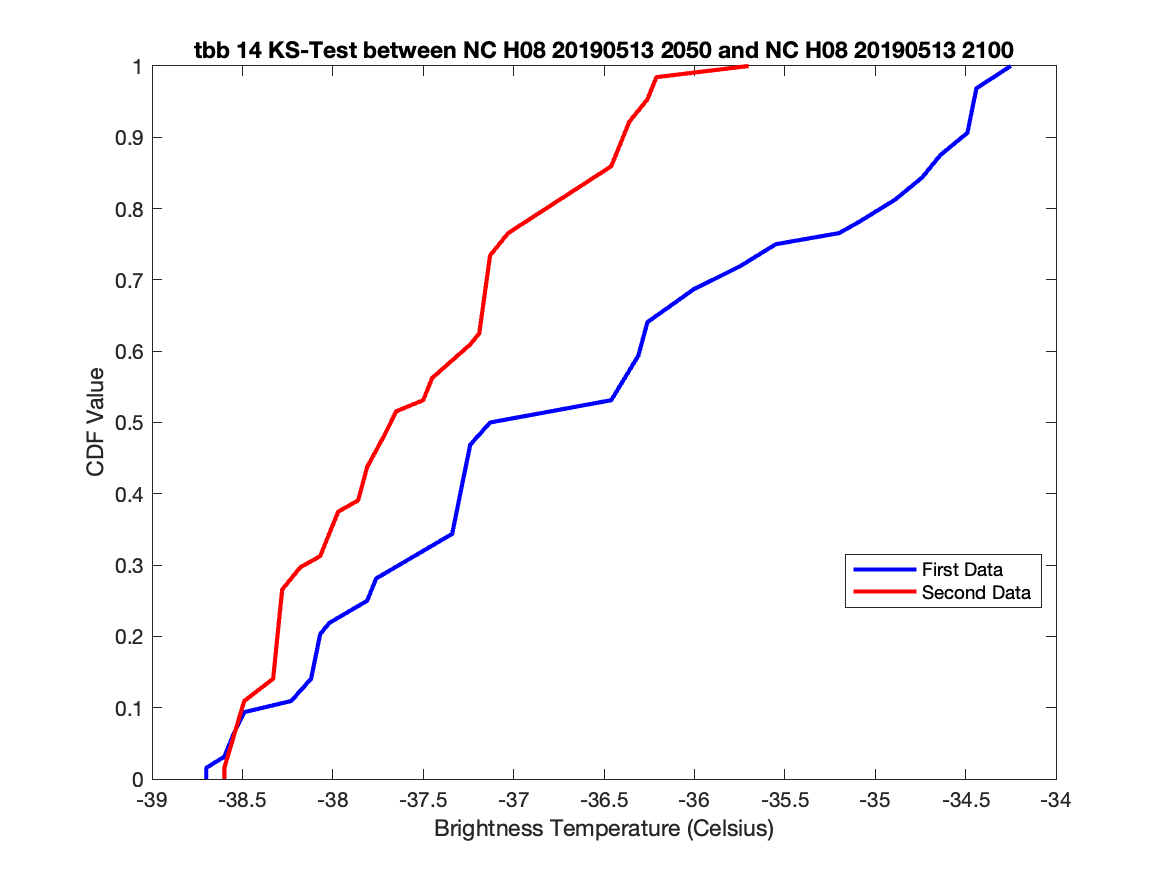 tbb 14 KS-Test between NC H08 20190513 2050 and NC H08 20190513 2100
1
0.9
0.8
0.7
0.6
0.5
0.4
0.3
0.2
0.1
0
CDF Value
First Data
Second Data
-39 -38.5 -38 -37.5 -37 -36.5 -36 -35.5 -35 -34.5 -34
Brightness Temperature (Celsius)